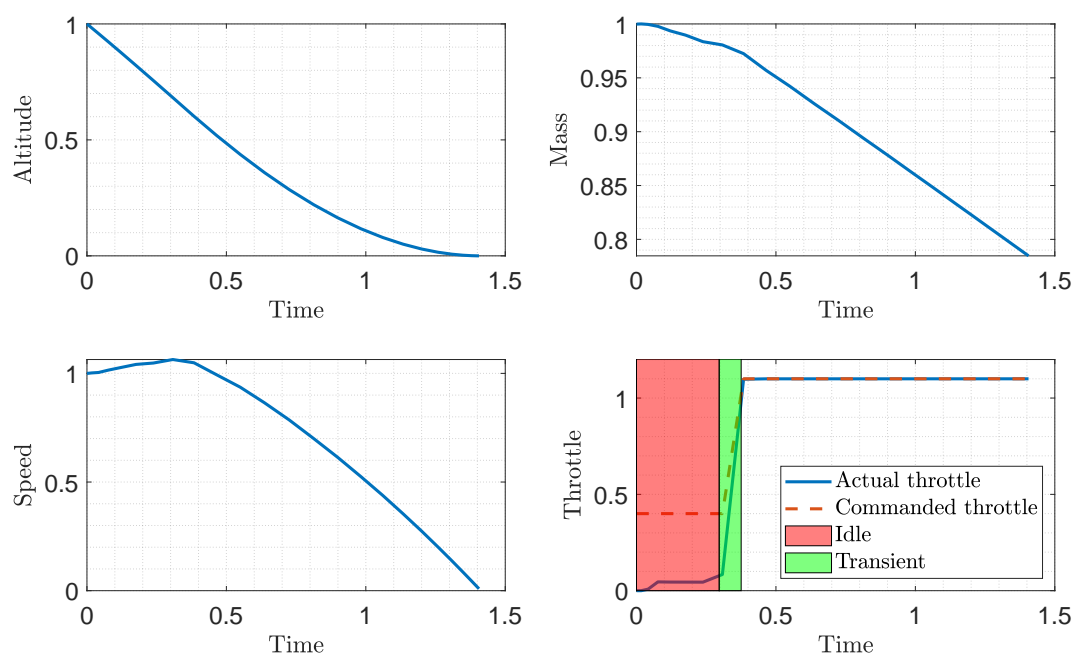 1
0.5
0
Altitude
0 0.5 1 1.5
Time
1
0.95
0.9
0.85
0.8
Mass
0 0.5 1 1.5
Time
1
0.5
0
Speed
0 0.5 1 1.5
Time
1
0.5
0
Throttle
Actual throttle
Commanded throttle
Idle
Transient
0 0.5 1 1.5
Time